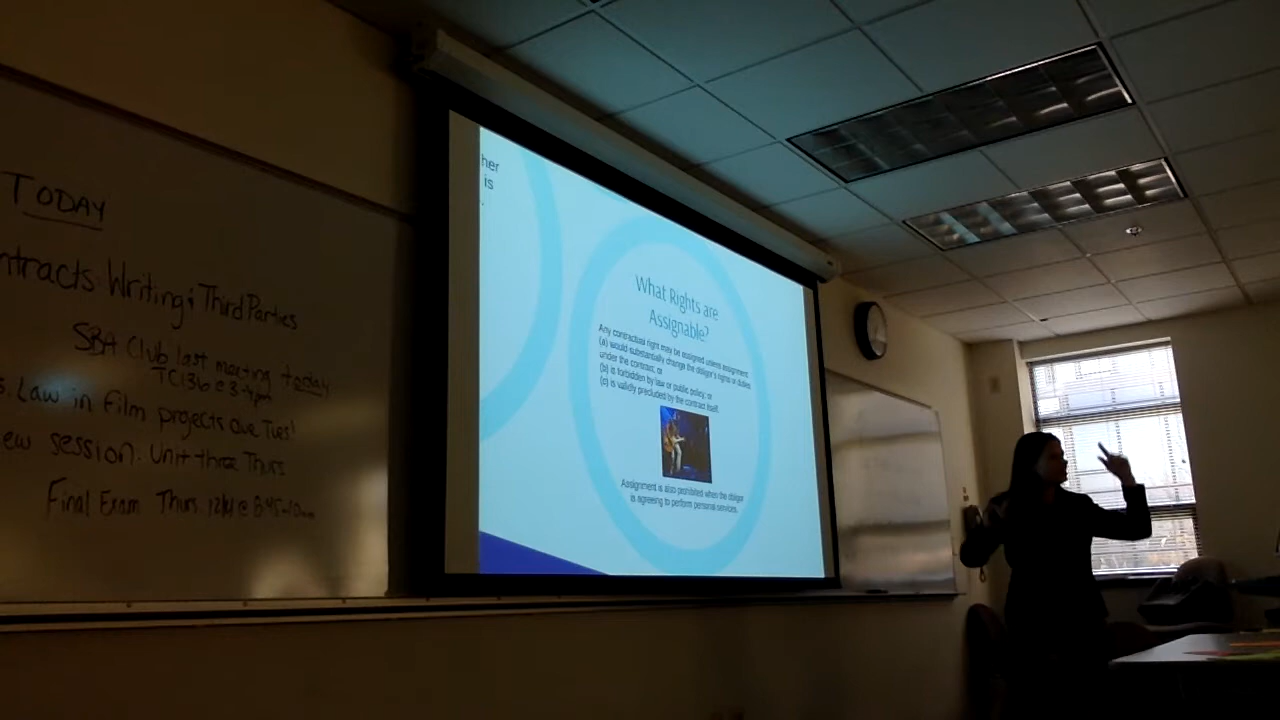 TODAY
ntracts: Writing & Third Parties
SBA Club last meeting today
TC136 @ 3-4pm
s. Law in Film projects due Tues!
ew session. Unit three Thurs
Final Exam Thurs. @ 8:45-10am
her
is
.
What Rights are
Assignable?
Any contractual right may be assigned unless assignment:
(a) would substantially change the obligor's rights or duties
under the contract; or
(b) is forbidden by law or public policy; or
(c) is validly precluded by the contract itself.
Assignment is also prohibited when the obligor
is agreeing to perform personal services.